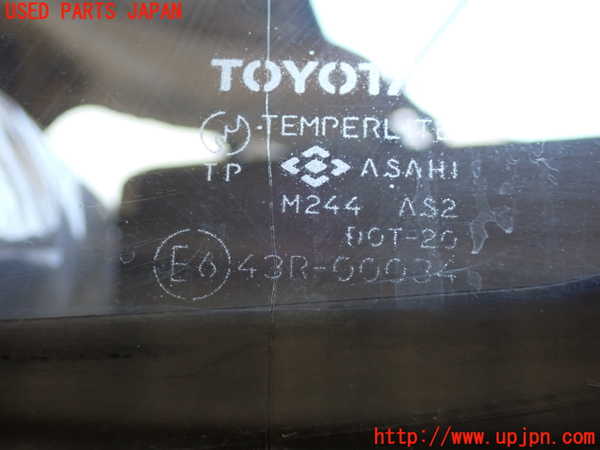 USED PARTS JAPAN
TOYOTA
TEMPERLITE
TP ASAHI
M244 AS2
DOT-20
E6 43R-00034
http://www.upjpn.com/